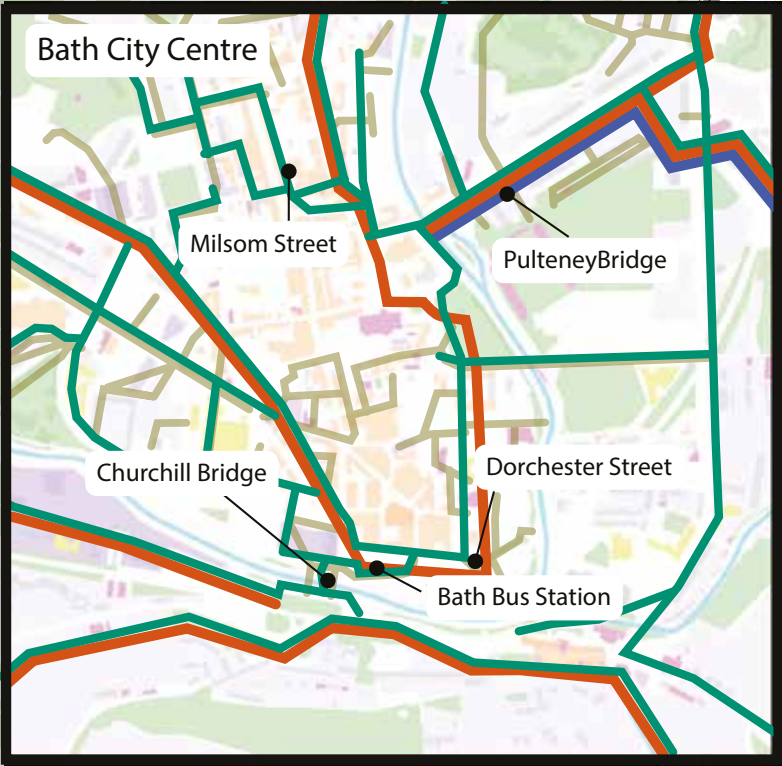 Bath City Centre
Milsom Street
PulteneyBridge
Churchill Bridge
Dorchester Street
Bath Bus Station